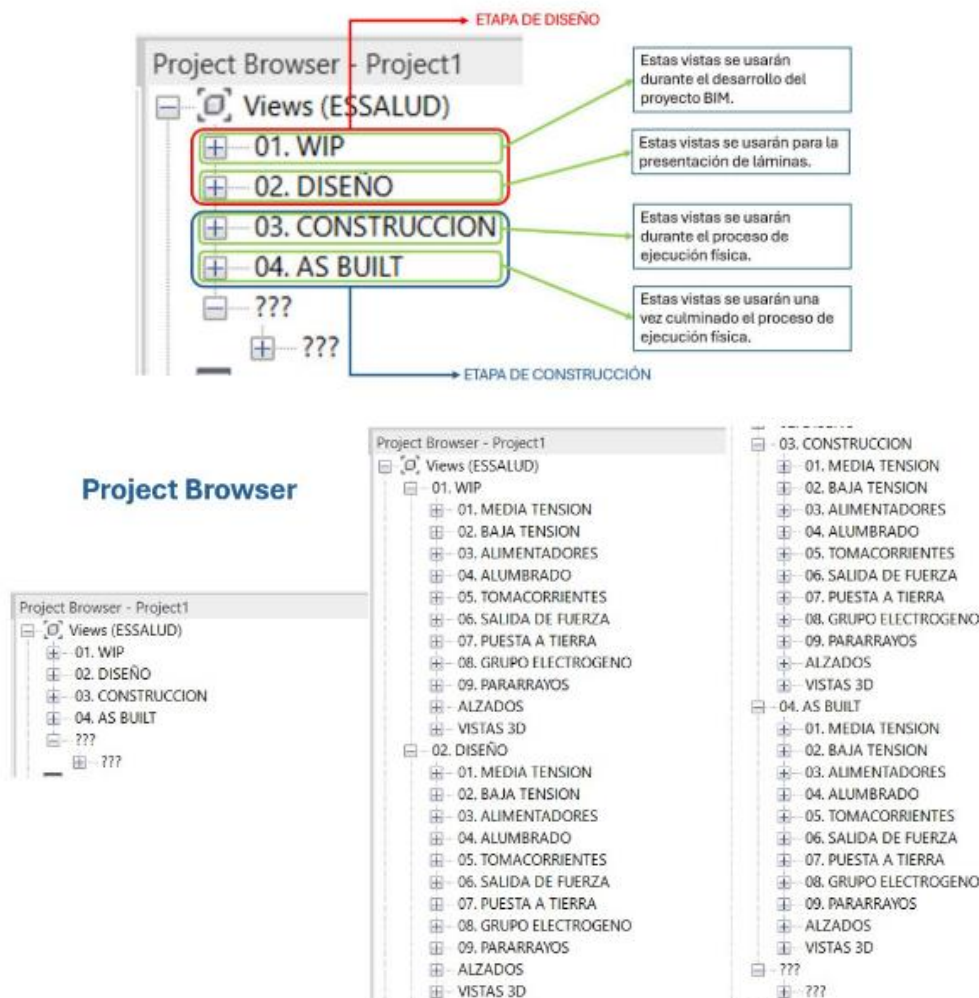 ETAPA DE DISEÑO
Project Browser - Project1
Views (ESSALUD)
01. WIP
02. DISEÑO
03. CONSTRUCCION
04. AS BUILT
???
???
Estas vistas se usarán
durante el desarrollo del
proyecto BIM.
Estas vistas se usarán para la
presentación de láminas.
Estas vistas se usarán
durante el proceso de
ejecución física.
Estas vistas se usarán una
vez culminado el proceso de
ejecución física.
ETAPA DE CONSTRUCCIÓN
Project Browser
Project Browser - Project1
Views (ESSALUD)
01. WIP
02. DISEÑO
03. CONSTRUCCION
04. AS BUILT
???
???
Project Browser - Project1
Views (ESSALUD)
01. WIP
01. MEDIA TENSION
02. BAJA TENSION
03. ALIMENTADORES
04. ALUMBRADO
05. TOMACORRIENTES
06. SALIDA DE FUERZA
07. PUESTA A TIERRA
08. GRUPO ELECTROGENO
09. PARARRAYOS
ALZADOS
VISTAS 3D
02. DISEÑO
01. MEDIA TENSION
02. BAJA TENSION
03. ALIMENTADORES
04. ALUMBRADO
05. TOMACORRIENTES
06. SALIDA DE FUERZA
07. PUESTA A TIERRA
08. GRUPO ELECTROGENO
09. PARARRAYOS
ALZADOS
VISTAS 3D
03. CONSTRUCCION
01. MEDIA TENSION
02. BAJA TENSION
03. ALIMENTADORES
04. ALUMBRADO
05. TOMACORRIENTES
06. SALIDA DE FUERZA
07. PUESTA A TIERRA
08. GRUPO ELECTROGENO
09. PARARRAYOS
ALZADOS
VISTAS 3D
04. AS BUILT
01. MEDIA TENSION
02. BAJA TENSION
03. ALIMENTADORES
04. ALUMBRADO
05. TOMACORRIENTES
06. SALIDA DE FUERZA
07. PUESTA A TIERRA
08. GRUPO ELECTROGENO
09. PARARRAYOS
ALZADOS
VISTAS 3D
???
???